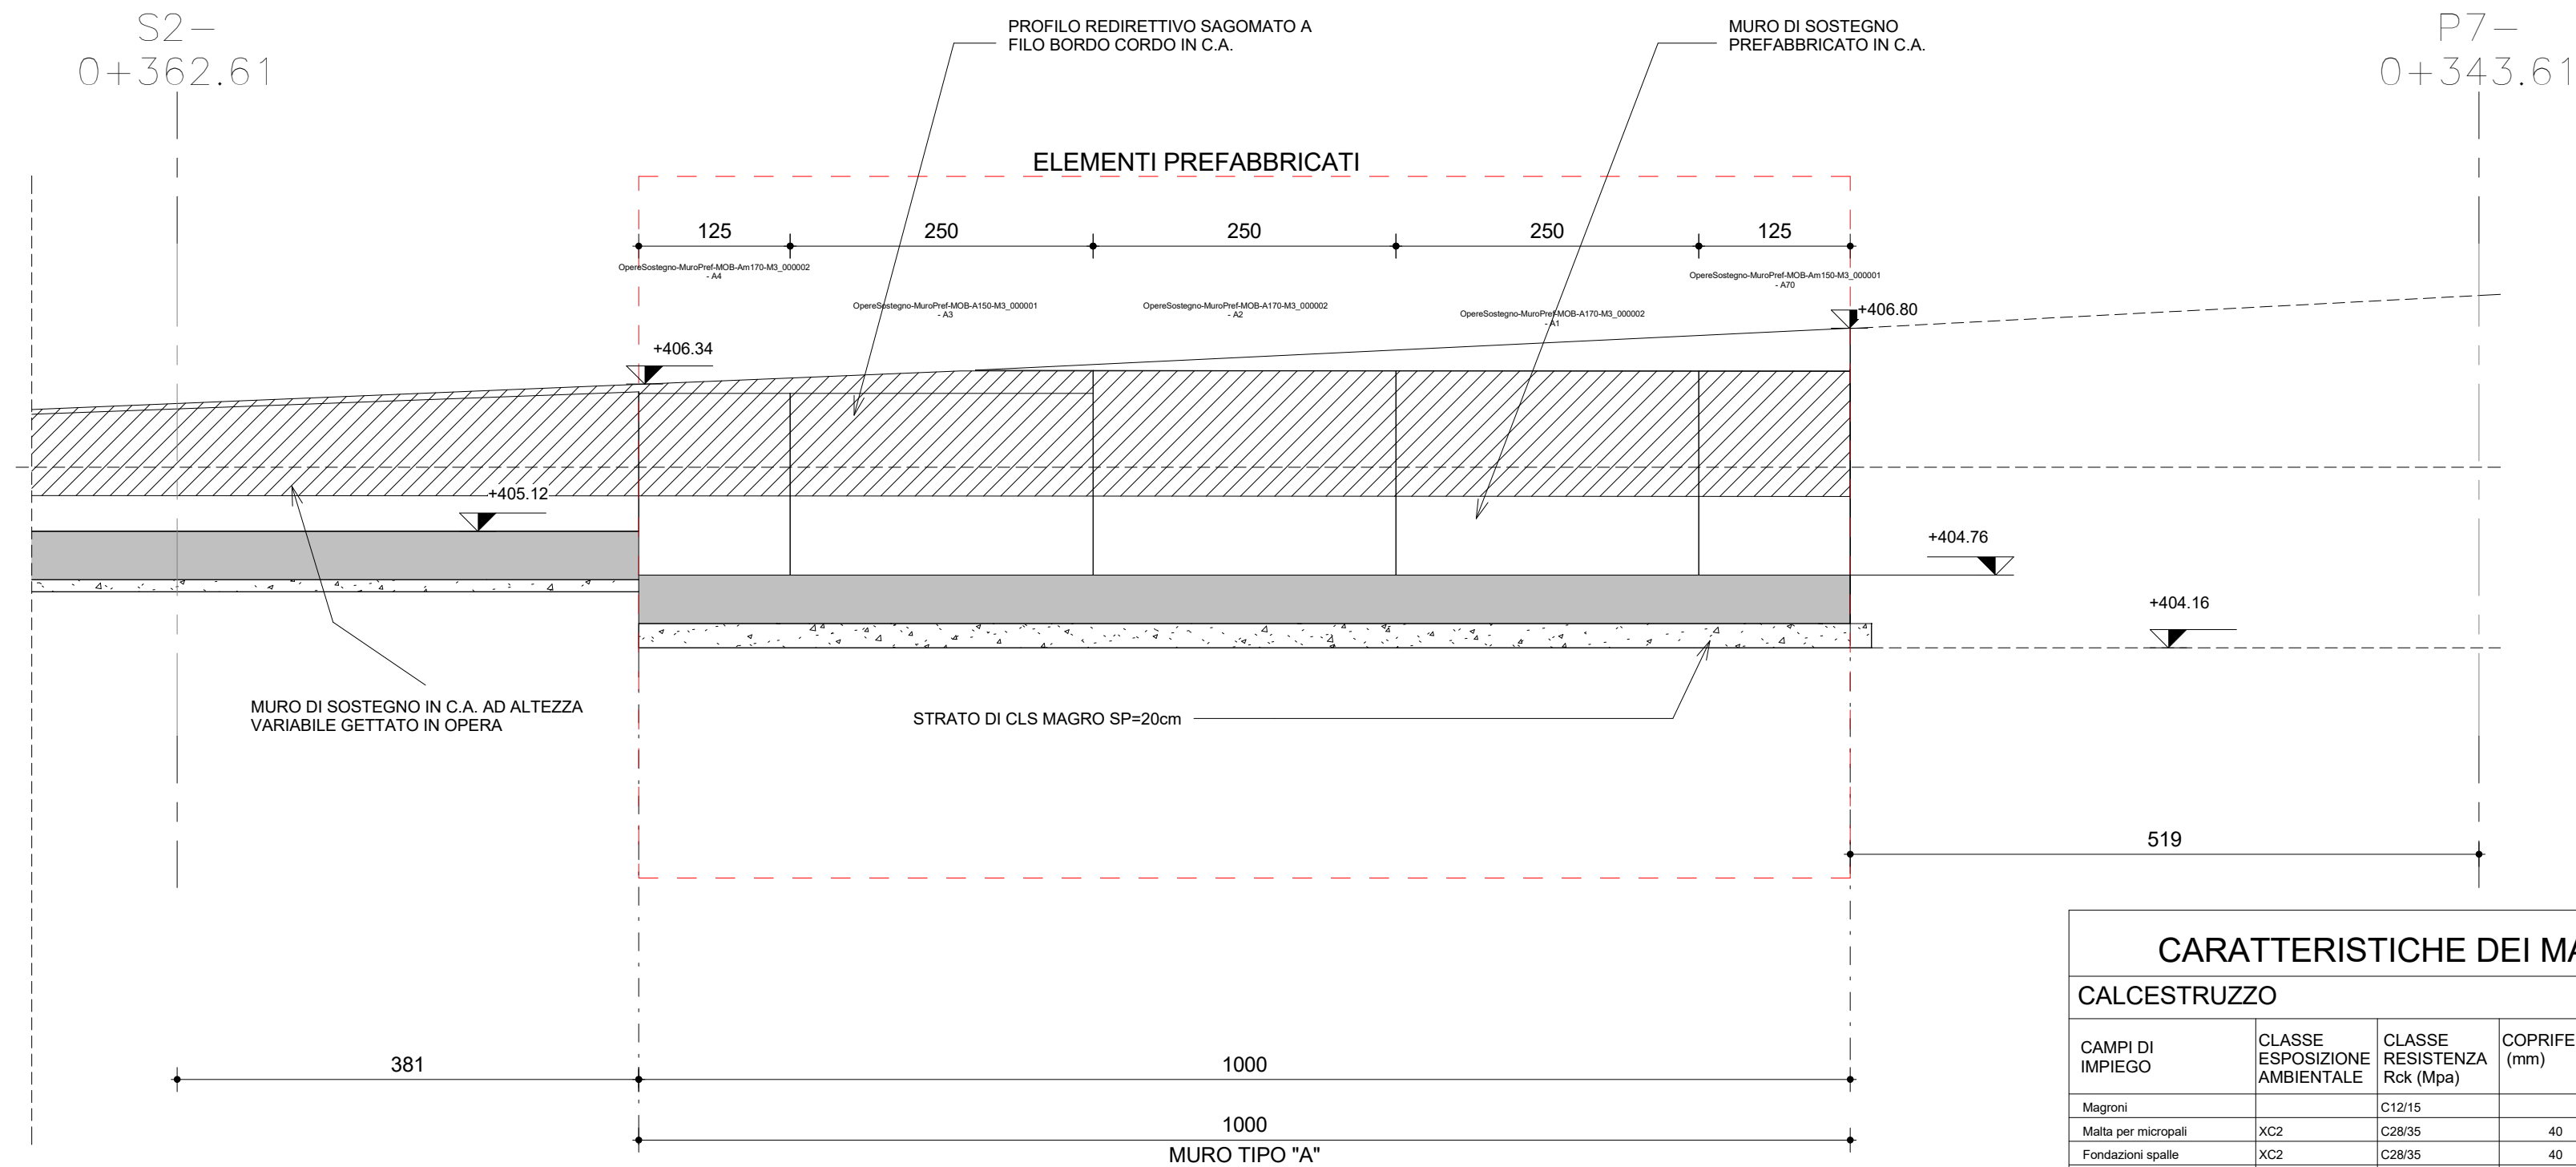 S2-
0+362.61
PROFILO REDIRETTIVO SAGOMATO A
FILO BORDO CORDO IN C.A.
MURO DI SOSTEGNO
PREFABBRICATO IN C.A.
P7-
0+343.61
ELEMENTI PREFABBRICATI
125
250
250
250
125
OpereSostegno-MuroPref-MOB-Am170-M3_000002
- A4
OpereSostegno-MuroPref-MOB-A150-M3_000001
- A3
OpereSostegno-MuroPref-MOB-A170-M3_000002
- A2
OpereSostegno-MuroPref-MOB-A170-M3_000002
- A1
OpereSostegno-MuroPref-MOB-Am150-M3_000001
- A70
+406.80
+406.34
+405.12
+404.76
+404.16
MURO DI SOSTEGNO IN C.A. AD ALTEZZA
VARIABILE GETTATO IN OPERA
STRATO DI CLS MAGRO SP=20cm
519
381
1000
1000
MURO TIPO "A"
CARATTERISTICHE DEI MA
CALCESTRUZZO
CAMPI DI
IMPIEGO
CLASSE
ESPOSIZIONE
AMBIENTALE
CLASSE
RESISTENZA
Rck (Mpa)
COPRIFE
(mm)
Magroni C12/15
Malta per micropali XC2 C28/35 40
Fondazioni spalle XC2 C28/35 40